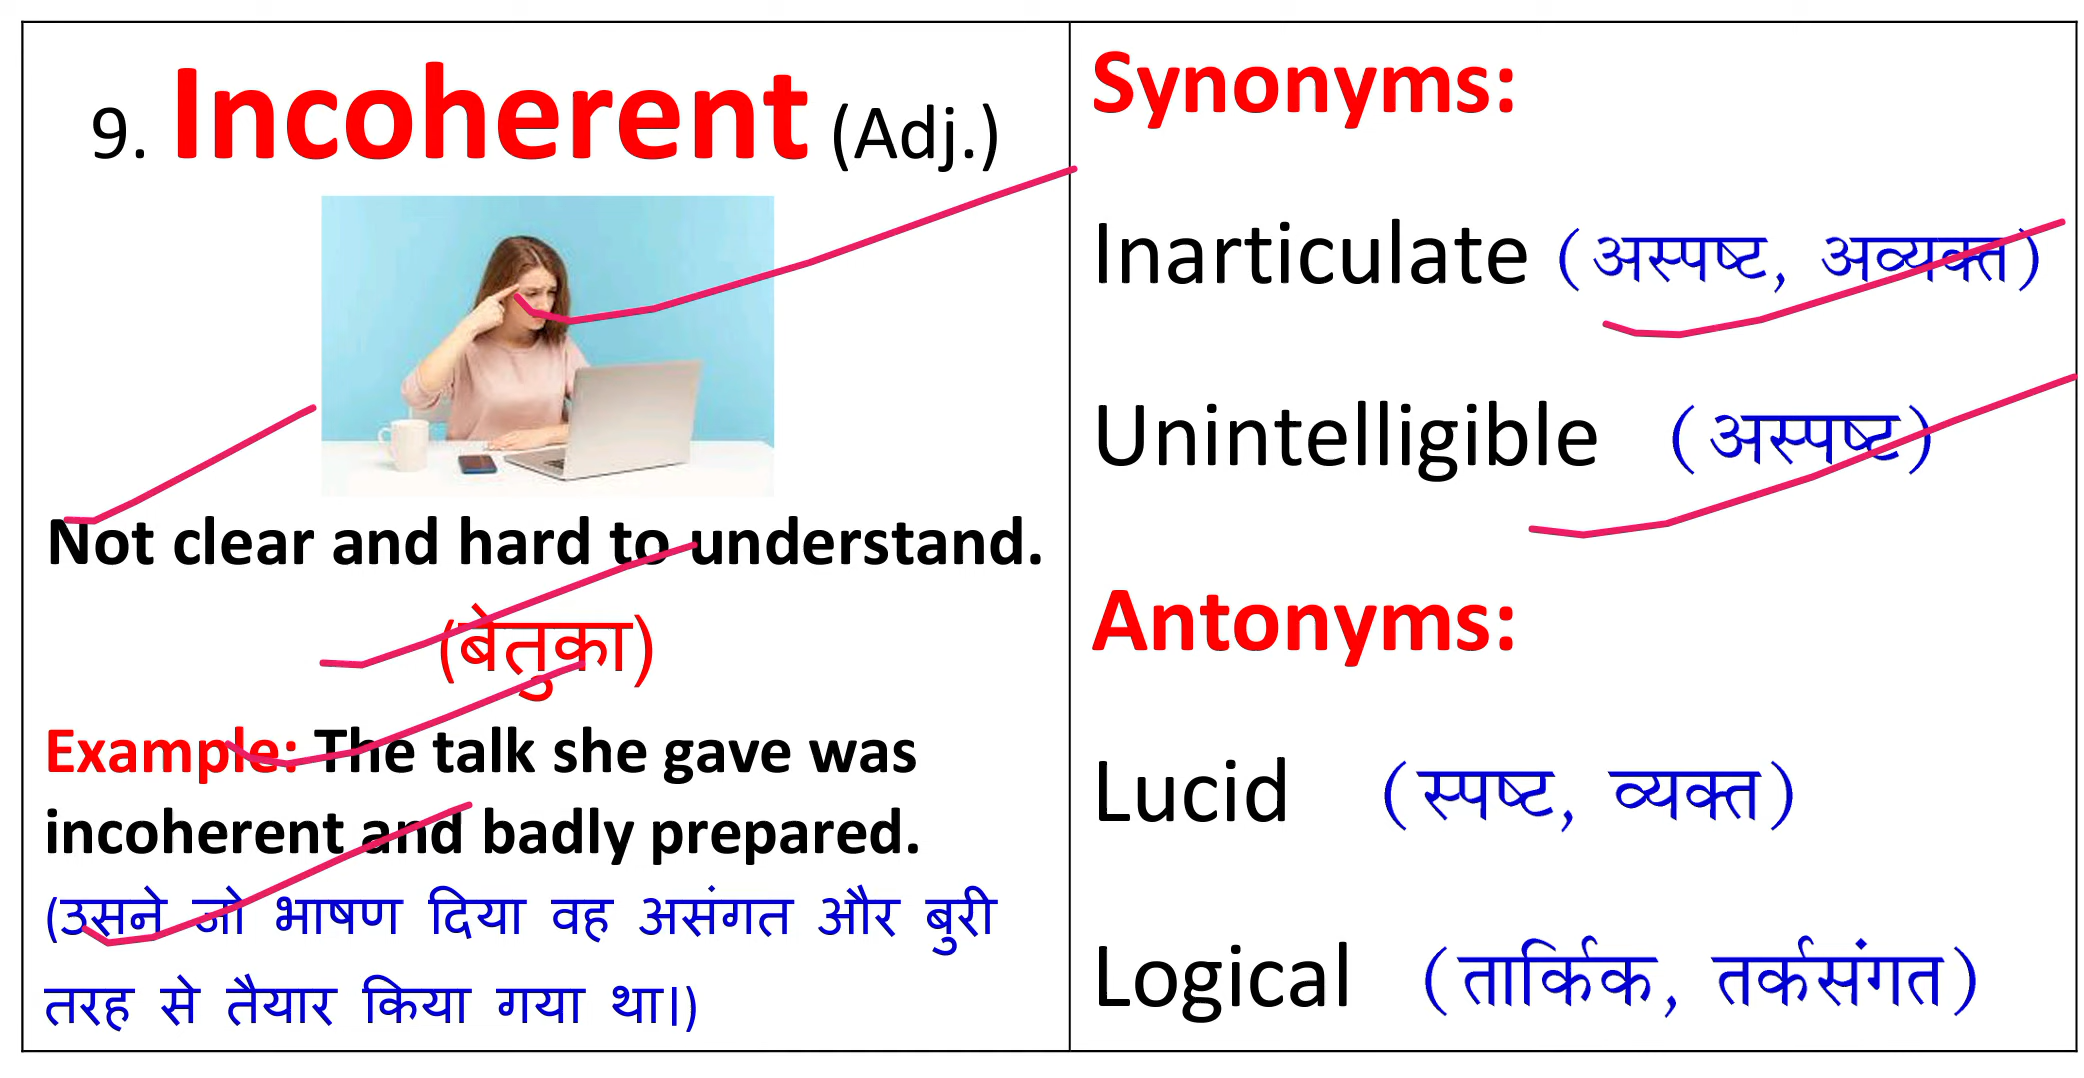 9. Incoherent (Adj.)
Not clear and hard to understand.
(बेतुका)
Example: The talk she gave was
incoherent and badly prepared.
(उसने जो भाषण दिया वह असंगत और बुरी
तरह से तैयार किया गया था।)
Synonyms:
Inarticulate (अस्पष्ट, अव्यक्त)
Unintelligible (अस्पष्ट)
Antonyms:
Lucid (स्पष्ट, व्यक्त)
Logical (तार्किक, तर्कसंगत)